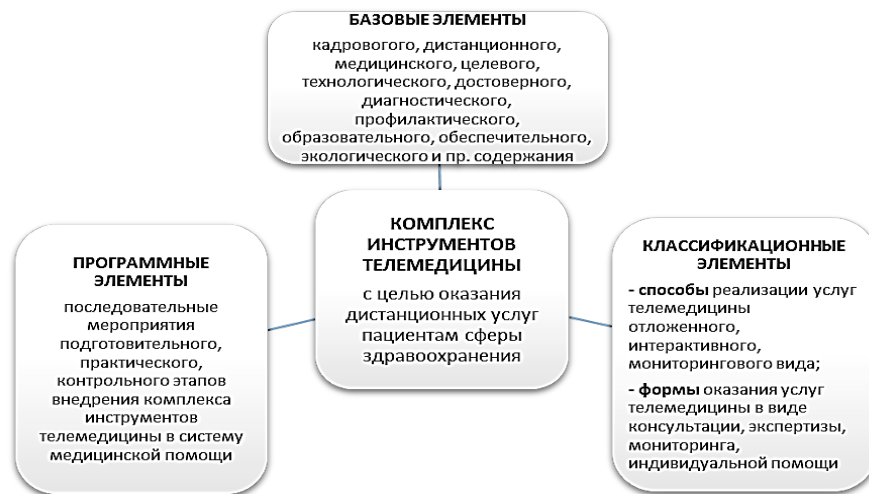 БАЗОВЫЕ ЭЛЕМЕНТЫ
кадровогого, дистанционного,
медицинского, целевого,
технологического, достоверного,
диагностического,
профилактического,
образовательного, обеспечительного,
экологического и пр. содержания
КОМПЛЕКС
ИНСТРУМЕНТОВ
ТЕЛЕМЕДИЦИНЫ
с целью оказания
дистанционных услуг
пациентам сферы
здравоохранения
ПРОГРАММНЫЕ
ЭЛЕМЕНТЫ
последовательные
мероприятия
подготовительного,
практического,
контрольного этапов
внедрения комплекса
инструментов
телемедицины в систему
медицинской помощи
КЛАССИФИКАЦИОННЫЕ
ЭЛЕМЕНТЫ
- способы реализации услуг
телемедицины
отложенного,
интерактивного,
мониторингового вида;
- формы оказания услуг
телемедицины в виде
консультации, экспертизы,
мониторинга,
индивидуальной помощи